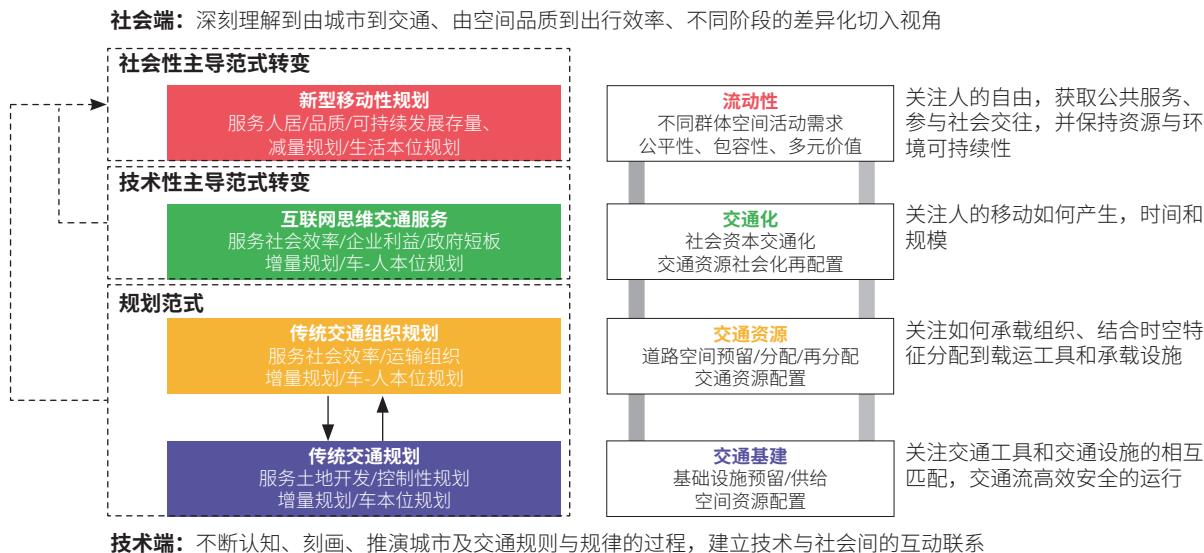 社会端：深刻理解到由城市到交通、由空间品质到出行效率、不同阶段的差异化切入视角
社会性主导范式转变
新型移动性规划
服务人居/品质/可持续发展存量、
减量规划/生活本位规划
流动性
不同群体空间活动需求
公平性、包容性、多元价值
关注人的自由，获取公共服务、
参与社会交往，并保持资源与环
境可持续性
技术性主导范式转变
互联网思维交通服务
服务社会效率/企业利益/政府短板
增量规划/车-人本位规划
交通化
社会资本交通化
交通资源社会化再配置
关注人的移动如何产生，时间和
规模
规划范式
传统交通组织规划
服务社会效率/运输组织
增量规划/车-人本位规划
交通资源
道路空间预留/分配/再分配
交通资源配置
关注如何承载组织、结合时空特
征分配到载运工具和承载设施
传统交通规划
服务土地开发/控制性规划
增量规划/车本位规划
交通基建
基础设施预留/供给
空间资源配置
关注交通工具和交通设施的相互
匹配，交通流高效安全的运行
技术端：不断认知、刻画、推演城市及交通规则与规律的过程，建立技术与社会间的互动联系